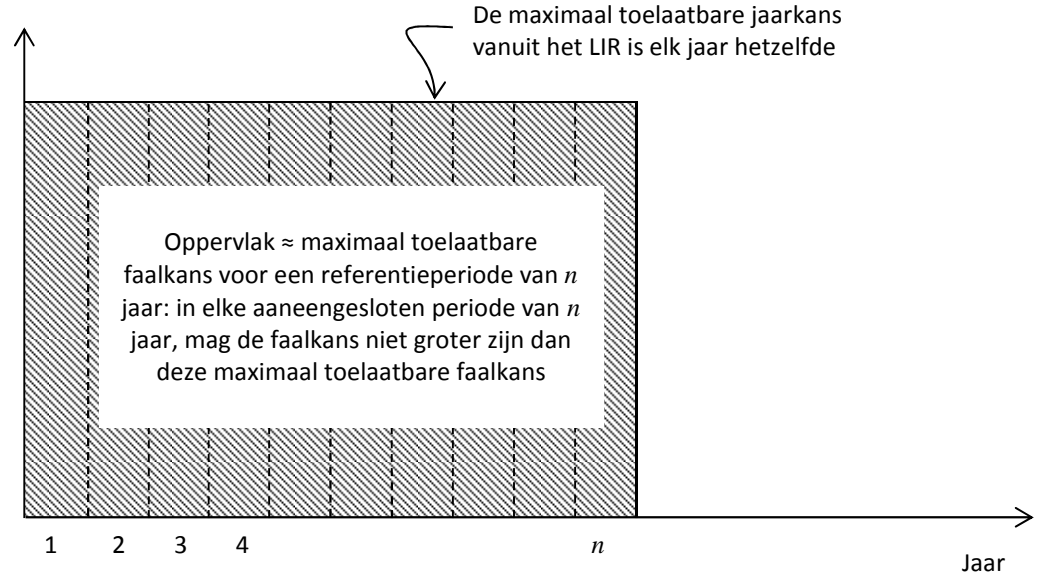 De maximaal toelaatbare jaarkans
vanuit het LIR is elk jaar hetzelfde
Oppervlak ≈ maximaal toelaatbare
faalkans voor een referentieperiode van n
jaar: in elke aaneengesloten periode van n
jaar, mag de faalkans niet groter zijn dan
deze maximaal toelaatbare faalkans
1 2 3 4 n
Jaar